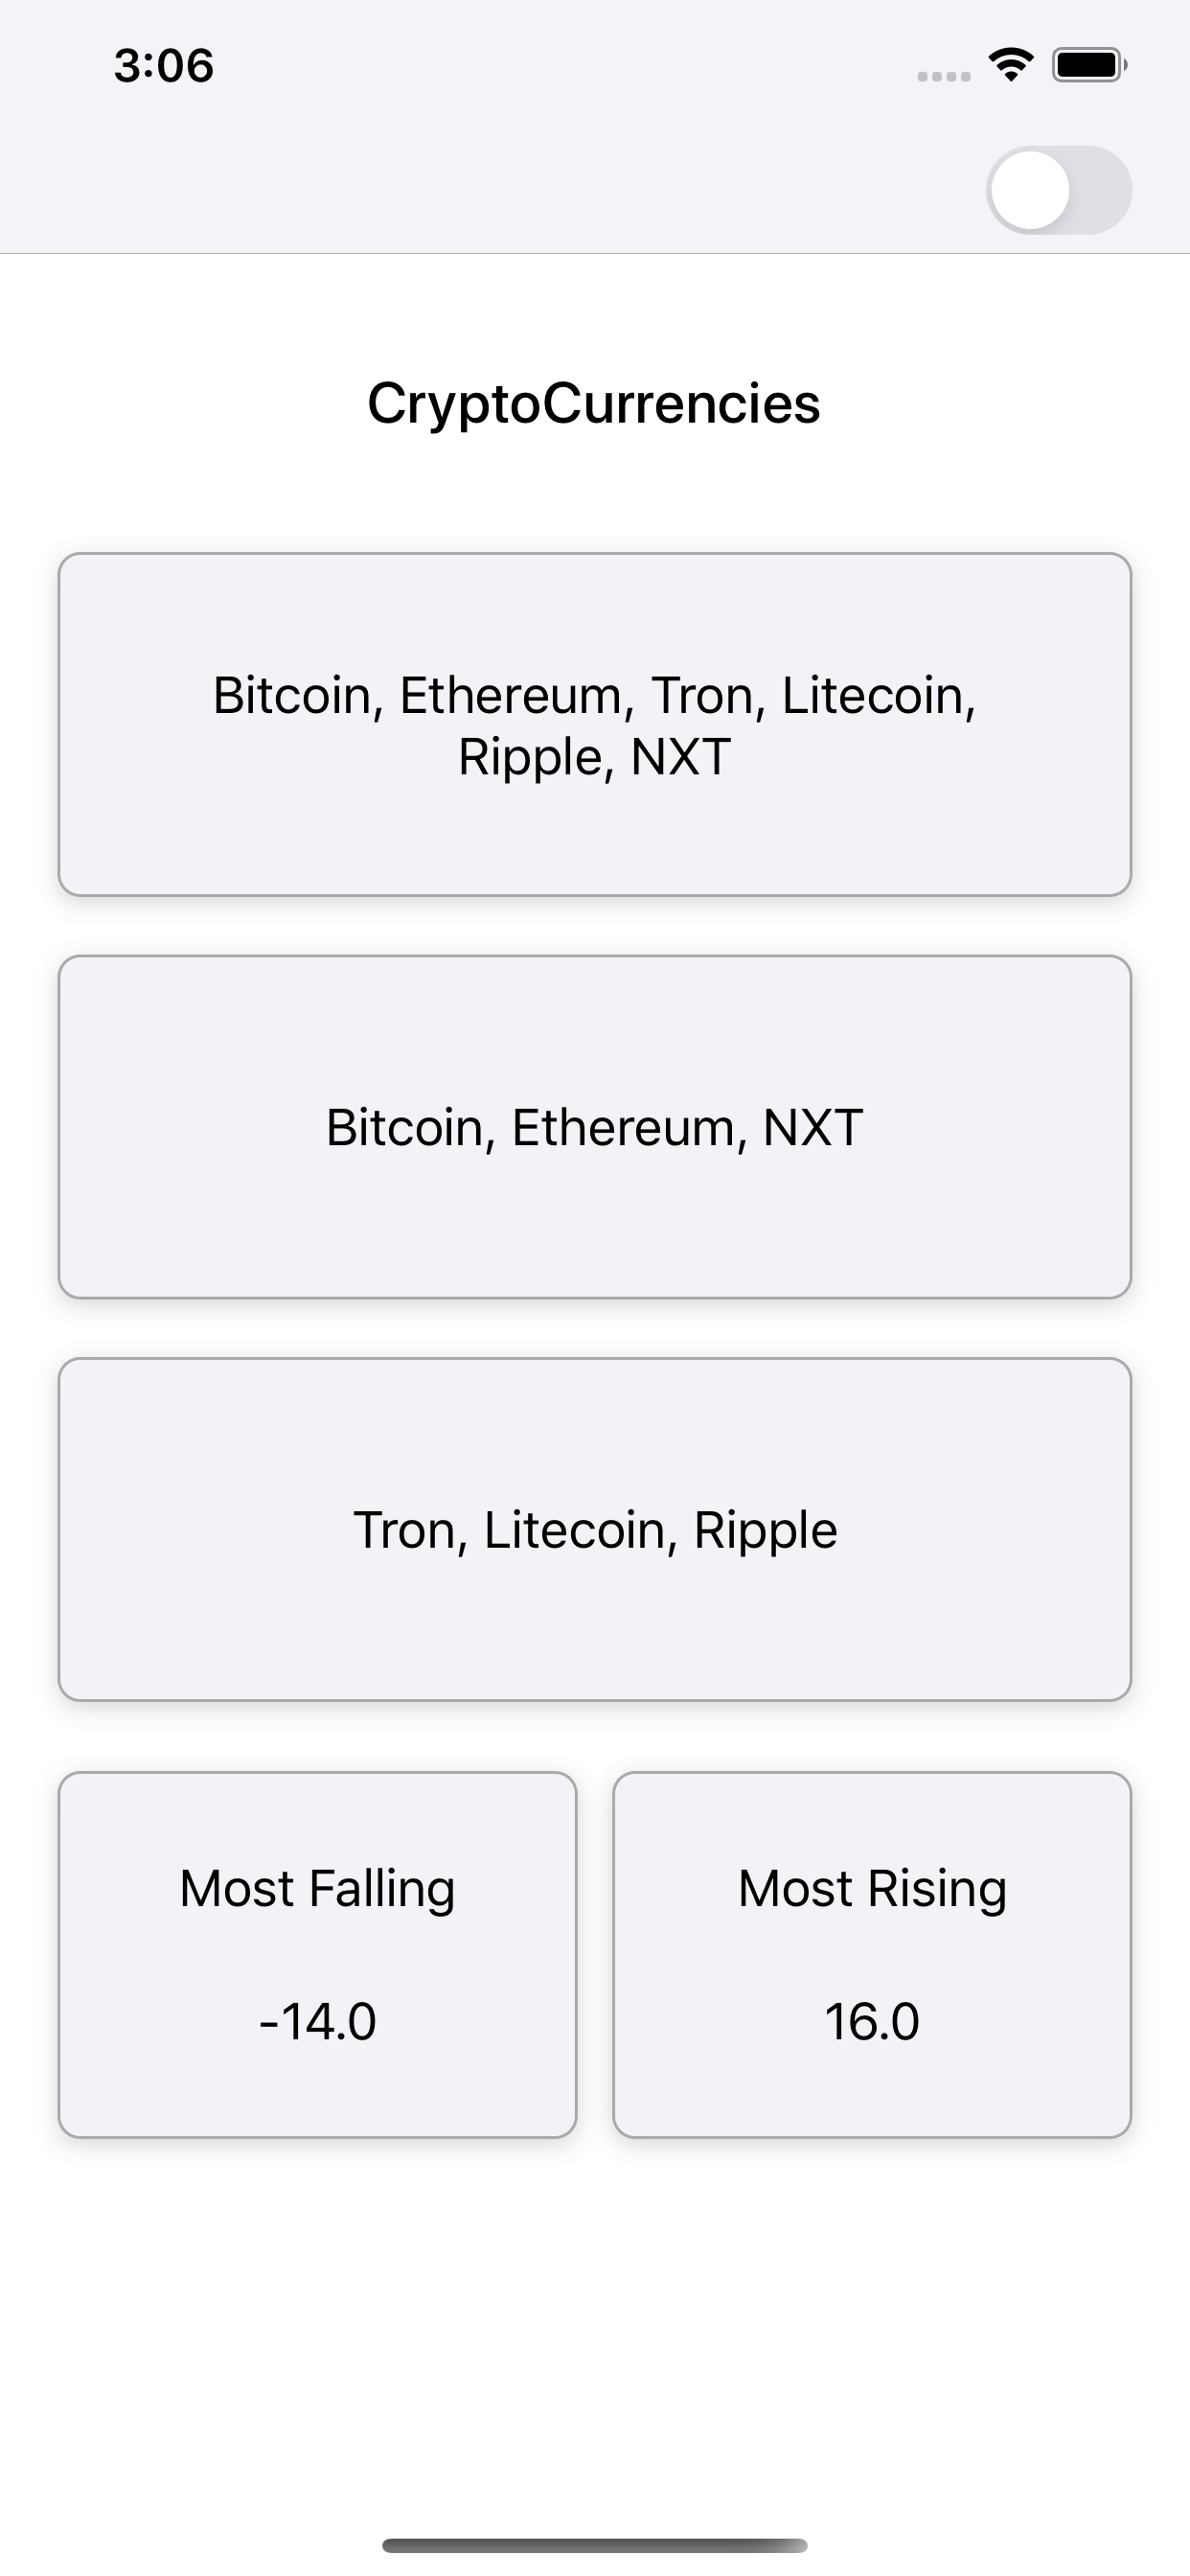 3:06
CryptoCurrencies
Bitcoin, Ethereum, Tron, Litecoin,
Ripple, NXT
Bitcoin, Ethereum, NXT
Tron, Litecoin, Ripple
Most Falling
-14.0
Most Rising
16.0